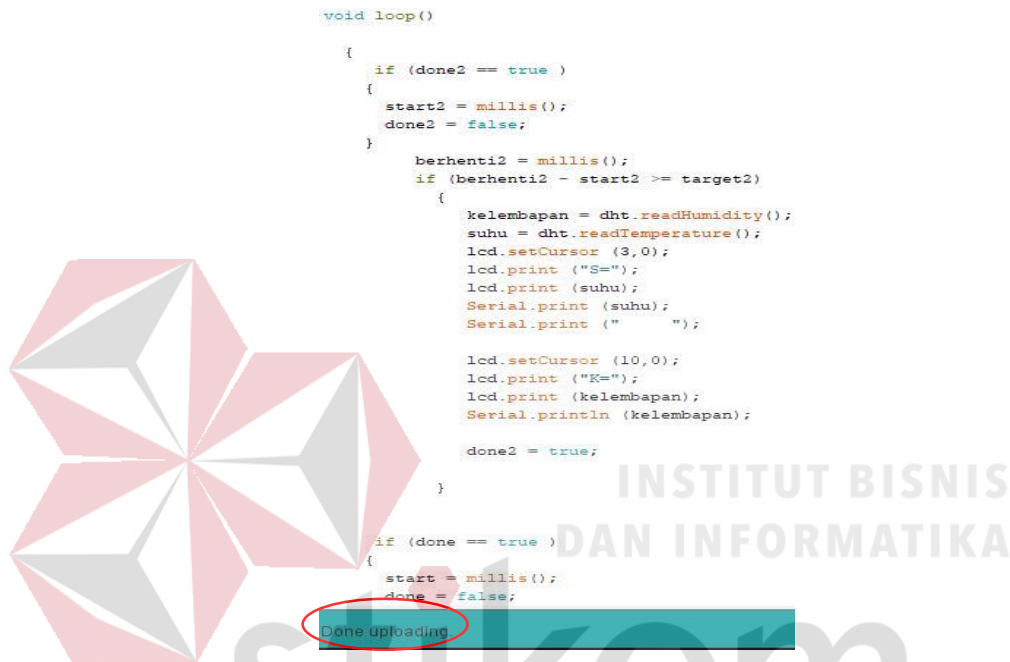 void loop()
{
if (done2 == true )
{
start2 = millis();
done2 = false;
}
berhenti2 = millis();
if (berhenti2 - start2 >= target2)
{
kelembapan = dht.readHumidity();
suhu = dht.readTemperature();
lcd.setCursor (3,0);
lcd.print ("S=");
lcd.print (suhu);
Serial.print (suhu);
Serial.print ("      ");
lcd.setCursor (10,0);
lcd.print ("K=");
lcd.print (kelembapan);
Serial.println (kelembapan);
done2 = true;
}
if (done == true )
{
start = millis();
done = false;
Done uploading.
INSTITUT BISNIS
DAN INFORMATIKA
stikom